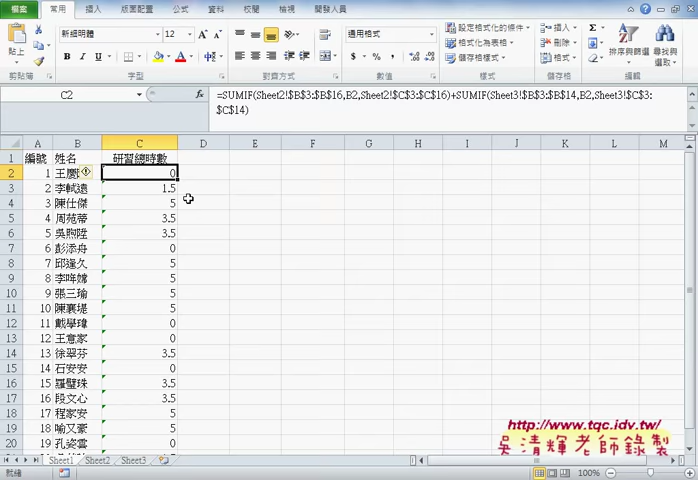 檔案 常用 插入 版面配置 公式 資料 校閱 檢視 開發人員
貼上 新細明體 12 通用格式 設定格式化的條件 插入 Σ
B I U $ % , 格式化為表格 刪除 排序與篩選 尋找與選取
儲存格樣式 格式
剪貼簿 字型 對齊方式 數值 樣式 儲存格 編輯
C2 fx =SUMIF(Sheet2!$B$3:$B$16,B2,Sheet2!$C$3:$C$16)+SUMIF(Sheet3!$B$3:$B$14,B2,Sheet3!$C$3:
$C$14)
A B C D E F G H I J K L M
1 編號 姓名 研習總時數
2 1 王慶 0
3 2 李軾遠 1.5
4 3 陳仕傑 5
5 4 周苑蒂 3.5
6 5 吳煦陞 3.5
7 6 彭添舟 0
8 7 邱逢久 5
9 8 李嫦 5
10 9 張三瑜 5
11 10 陳襄堤 5
12 11 戴學瑋 0
13 12 王意家 0
14 13 徐翠芬 3.5
15 14 石安安 0
16 15 羅璧珠 3.5
17 16 段文心 3.5
18 17 程家安 5
19 18 喻又豪 5
20 19 孔姿雲 0
http://www.tqc.idv.tw/
吳清輝老師錄製
Sheet1 Sheet2 Sheet3
就緒 100%